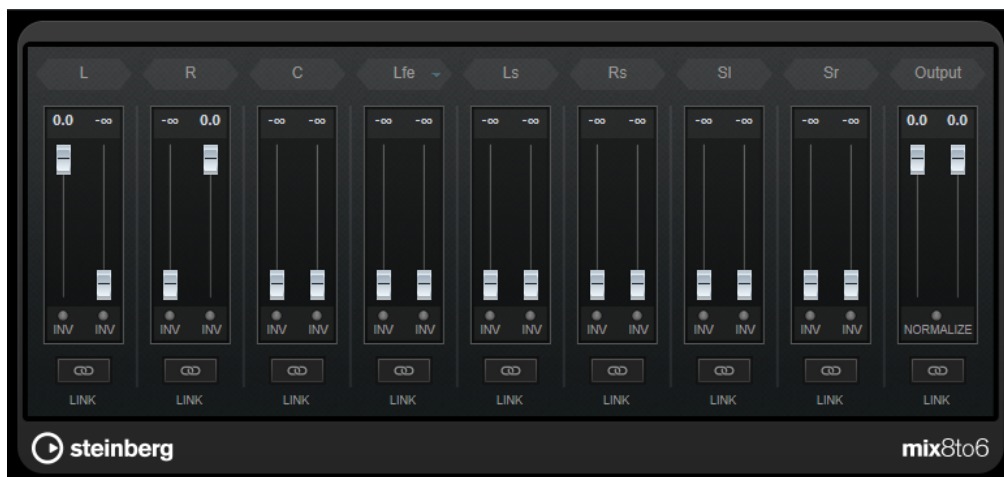 L R C Lfe Ls Rs Sl Sr Output
0.0 -∞ -∞ 0.0 -∞ -∞ -∞ -∞ -∞ -∞ -∞ -∞ -∞ -∞ -∞ -∞ 0.0 0.0
INV INV INV INV INV INV INV INV INV INV INV INV INV INV INV INV NORMALIZE
LINK LINK LINK LINK LINK LINK LINK LINK LINK
steinberg mix8to6